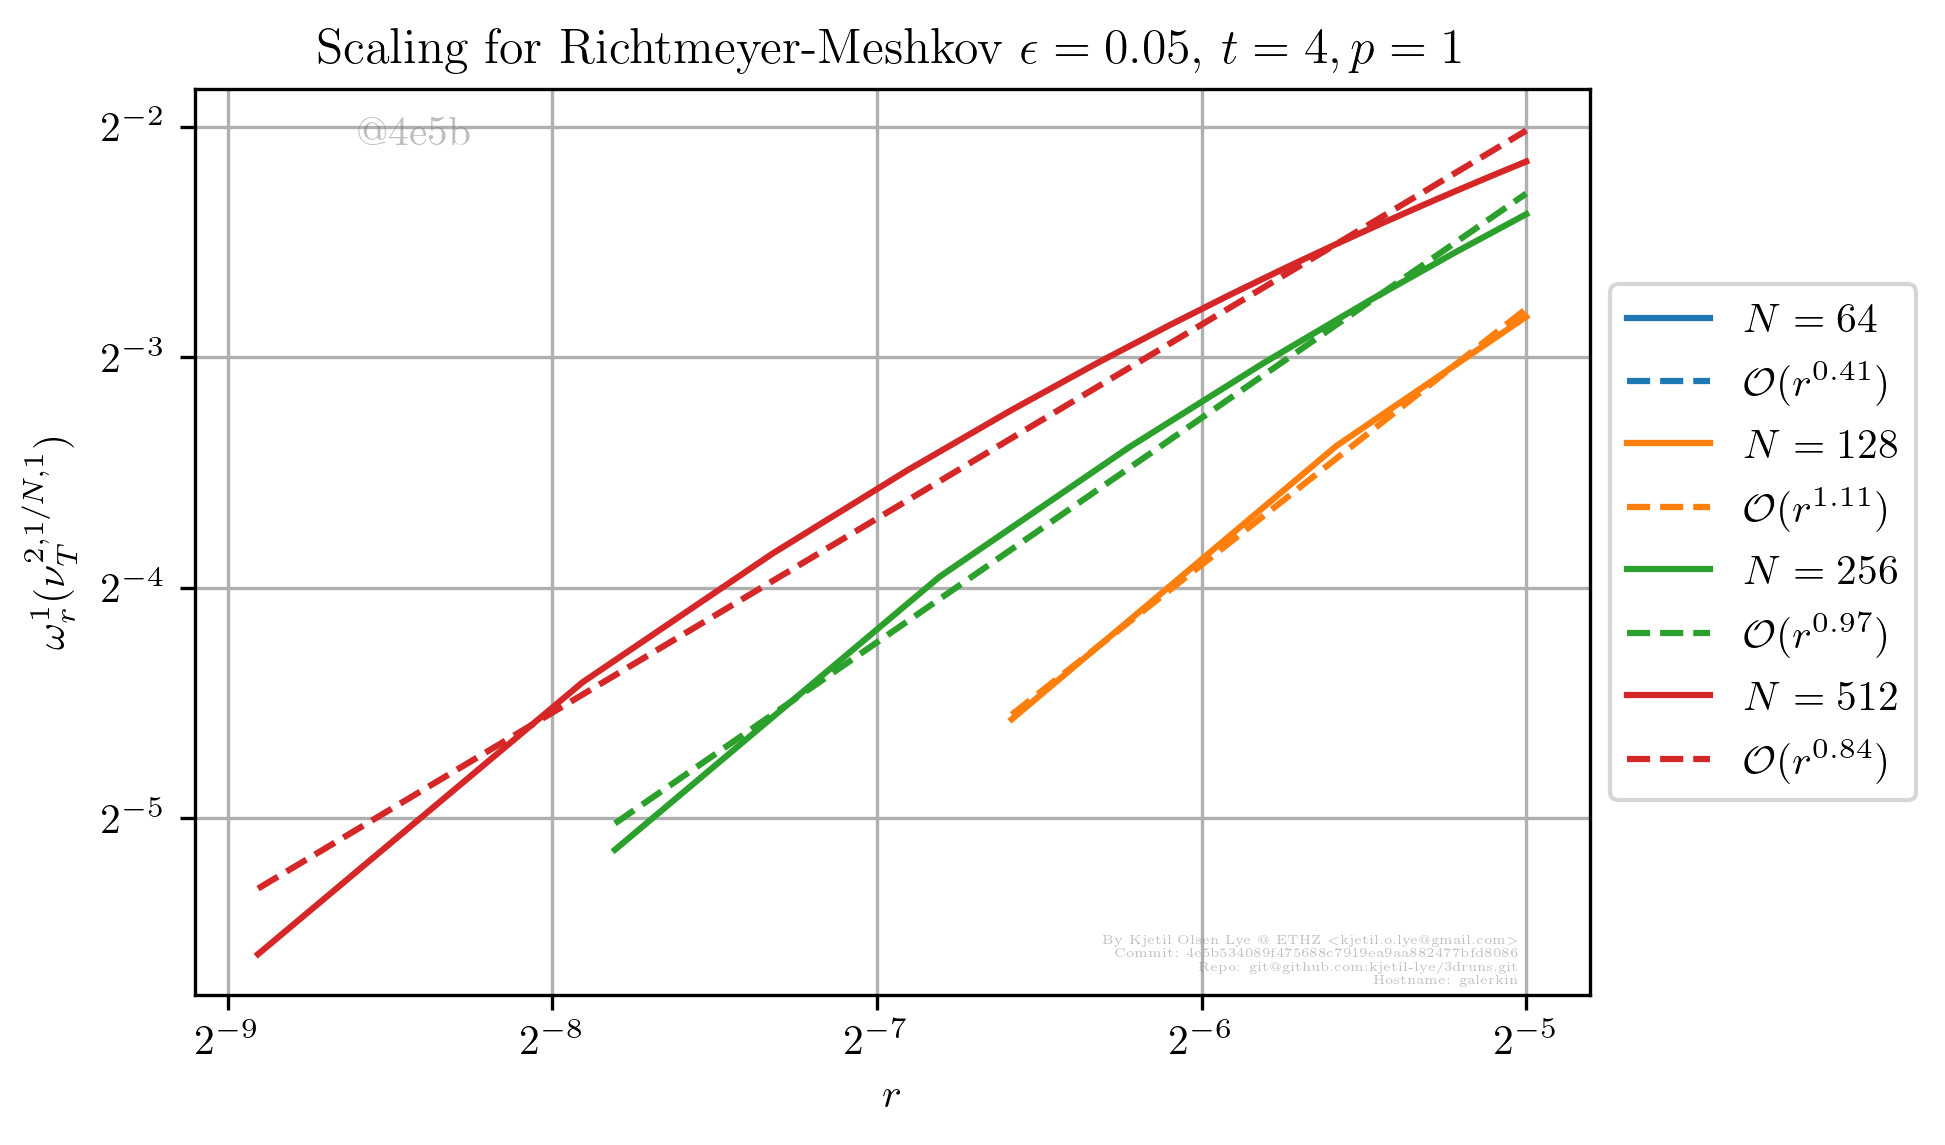 Scaling for Richtmeyer-Meshkov ϵ = 0.05, t = 4, p = 1
@4e5b
2⁻²
2⁻³
2⁻⁴
2⁻⁵
ω_r^1(ν_T^{2,1/N,1})
N = 64
𝒪(r^{0.41})
N = 128
𝒪(r^{1.11})
N = 256
𝒪(r^{0.97})
N = 512
𝒪(r^{0.84})
By Kjetil Olsen Lye @ ETHZ <kjetil.o.lye@gmail.com>
Commit: 4e5b534089f475688c7919ea9aa882477bfd8086
Repo: git@github.com:kjetil-lye/3druns.git
Hostname: galerkin
2⁻⁹ 2⁻⁸ 2⁻⁷ 2⁻⁶ 2⁻⁵
r